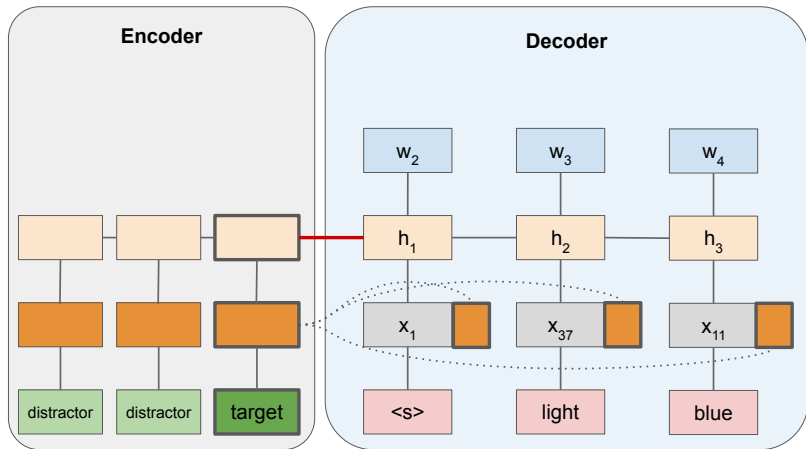 Encoder
Decoder
w2 w3 w4
h1 h2 h3
x1 x37 x11
distractor distractor target <s> light blue